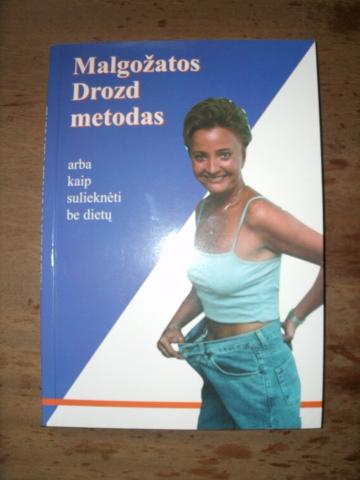 Malgožatos
Drozd
metodas
arba
kaip
sulieknėti
be dietų